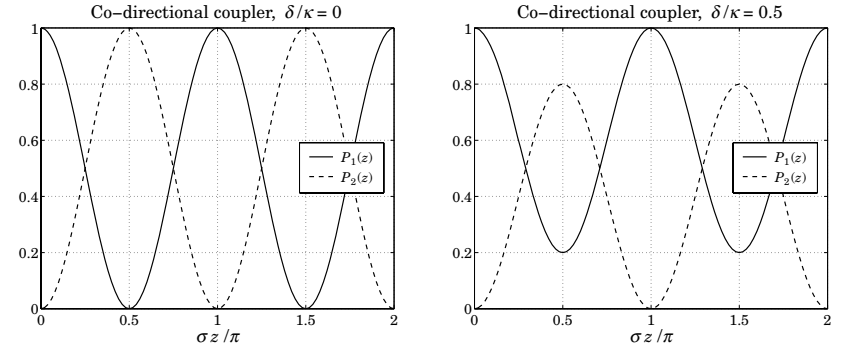 Co−directional coupler, δ/κ = 0
1
0.8
0.6
0.4
0.2
0
0
0.5
1
1.5
2
σz/π
P1(z)
P2(z)
Co−directional coupler, δ/κ = 0.5
1
0.8
0.6
0.4
0.2
0
0
0.5
1
1.5
2
σz/π
P1(z)
P2(z)